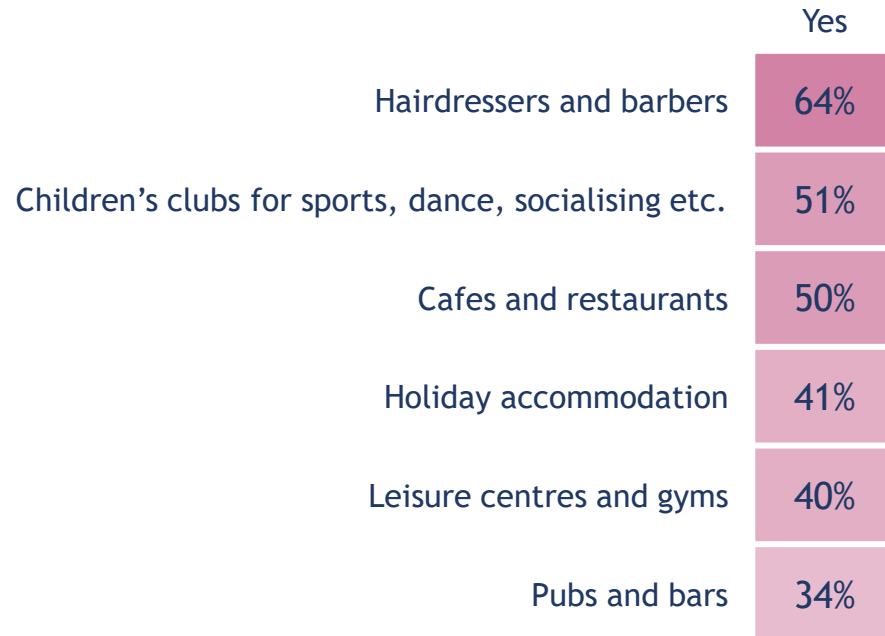 Yes
Hairdressers and barbers 64%
Children’s clubs for sports, dance, socialising etc. 51%
Cafes and restaurants 50%
Holiday accommodation 41%
Leisure centres and gyms 40%
Pubs and bars 34%